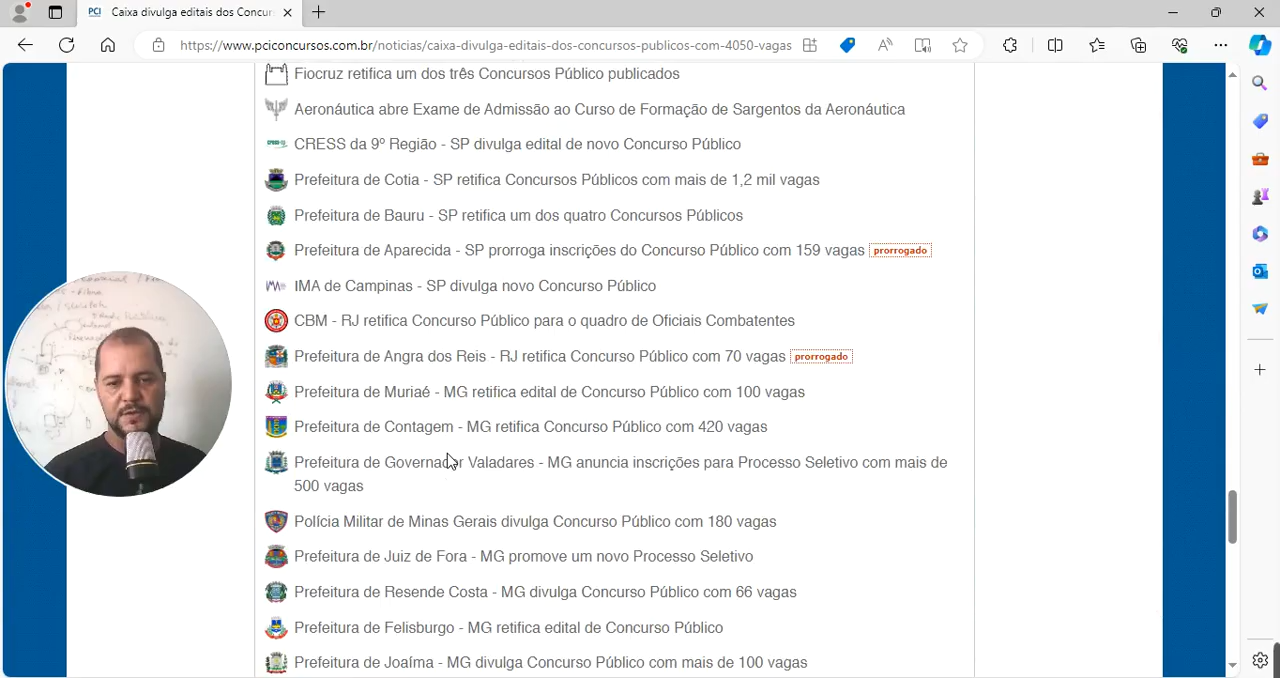 PCI Caixa divulga editais dos Concur
https://www.pciconcursos.com.br/noticias/caixa-divulga-editais-dos-concursos-publicos-com-4050-vagas
Fiocruz retifica um dos três Concursos Público publicados
Aeronáutica abre Exame de Admissão ao Curso de Formação de Sargentos da Aeronáutica
CRESS da 9º Região - SP divulga edital de novo Concurso Público
Prefeitura de Cotia - SP retifica Concursos Públicos com mais de 1,2 mil vagas
Prefeitura de Bauru - SP retifica um dos quatro Concursos Públicos
Prefeitura de Aparecida - SP prorroga inscrições do Concurso Público com 159 vagas prorrogado
IMA de Campinas - SP divulga novo Concurso Público
CBM - RJ retifica Concurso Público para o quadro de Oficiais Combatentes
Prefeitura de Angra dos Reis - RJ retifica Concurso Público com 70 vagas prorrogado
Prefeitura de Muriaé - MG retifica edital de Concurso Público com 100 vagas
Prefeitura de Contagem - MG retifica Concurso Público com 420 vagas
Prefeitura de Governador Valadares - MG anuncia inscrições para Processo Seletivo com mais de
500 vagas
Polícia Militar de Minas Gerais divulga Concurso Público com 180 vagas
Prefeitura de Juiz de Fora - MG promove um novo Processo Seletivo
Prefeitura de Resende Costa - MG divulga Concurso Público com 66 vagas
Prefeitura de Felisburgo - MG retifica edital de Concurso Público
Prefeitura de Joaíma - MG divulga Concurso Público com mais de 100 vagas